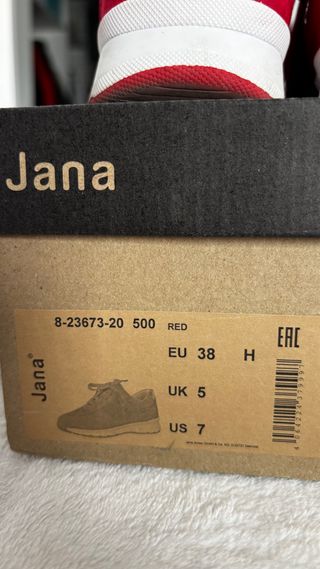 Jana
8-23673-20 500 RED
EU 38 H
UK 5
US 7
Jana®
EAC